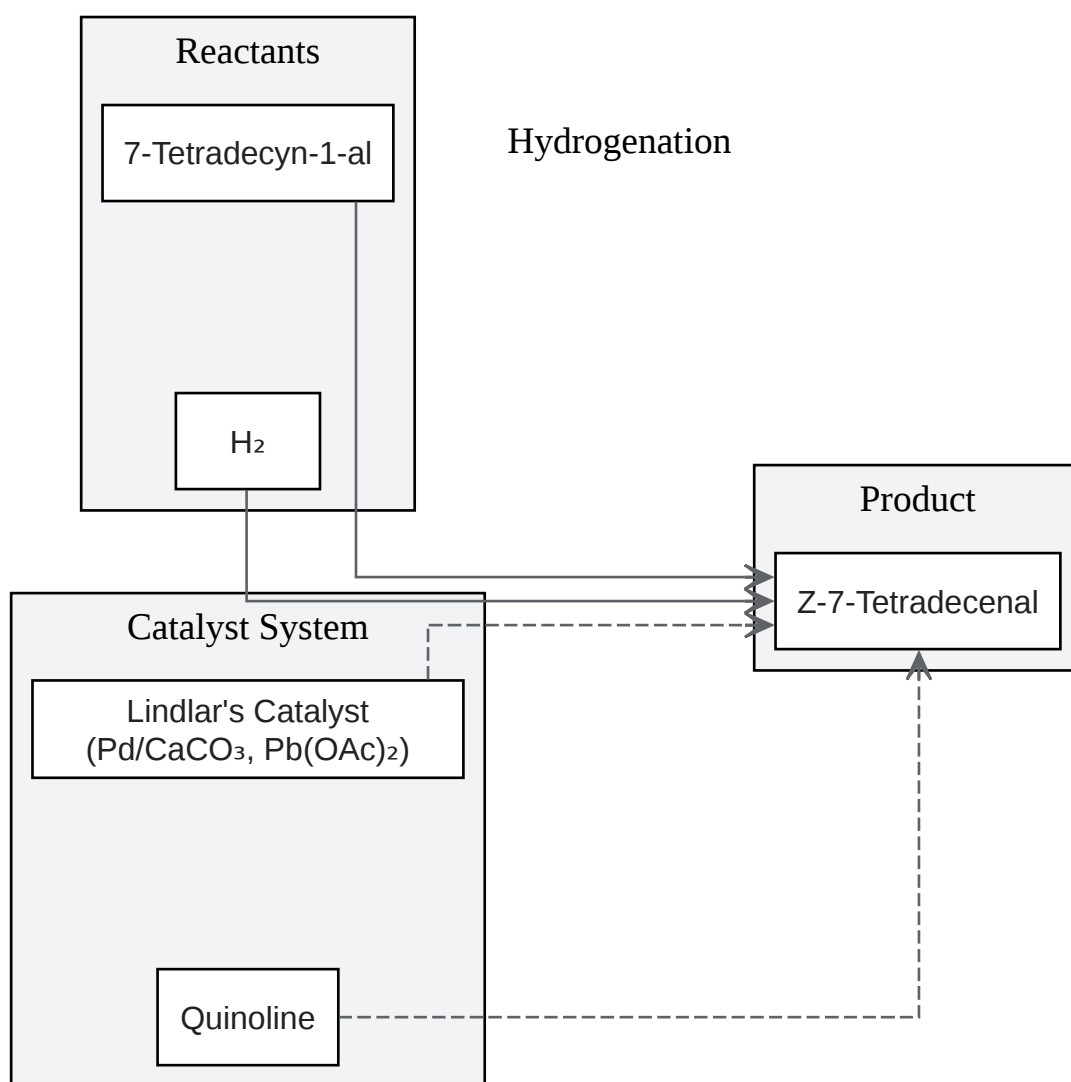 Reactants
7-Tetradecyn-1-al
Hydrogenation
H₂
Product
Z-7-Tetradecenal
Catalyst System
Lindlar's Catalyst
(Pd/CaCO₃, Pb(OAc)₂)
Quinoline